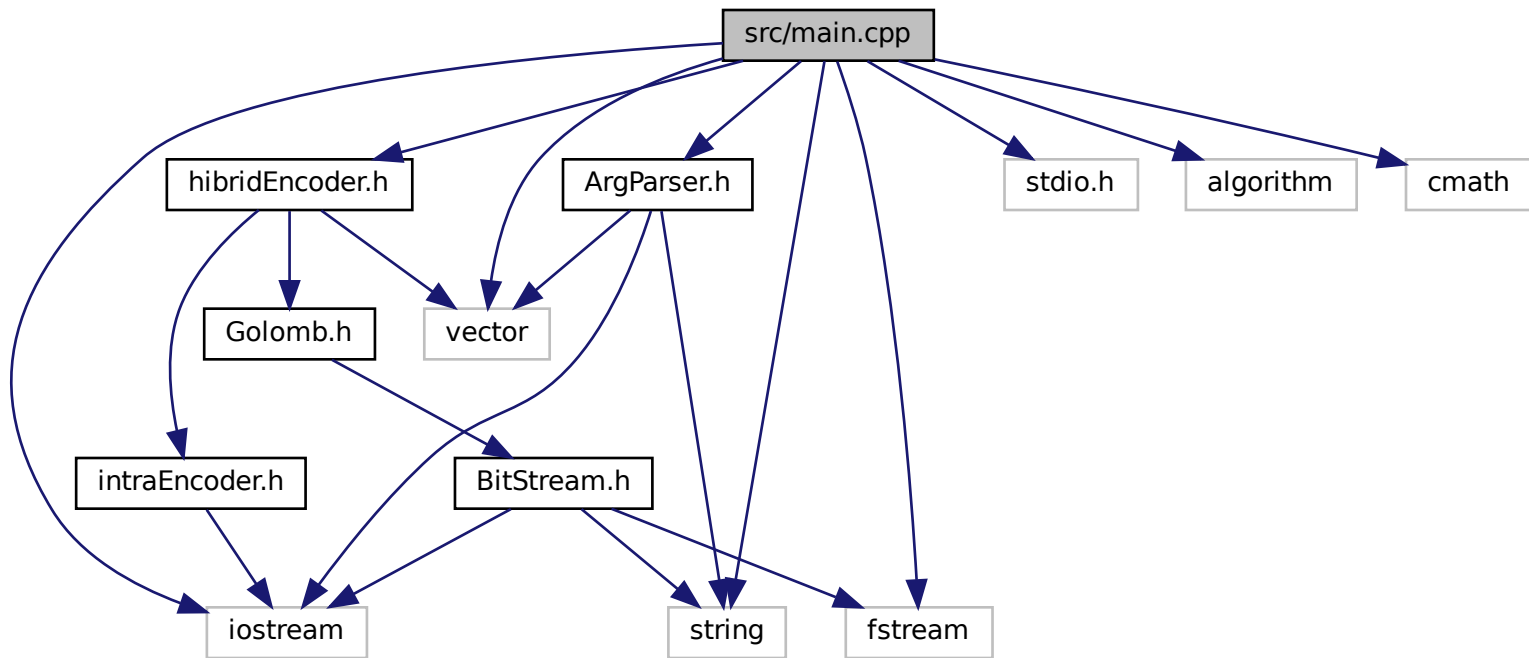 src/main.cpp
hibridEncoder.h
ArgParser.h
stdio.h
algorithm
cmath
Golomb.h
vector
intraEncoder.h
BitStream.h
iostream
string
fstream